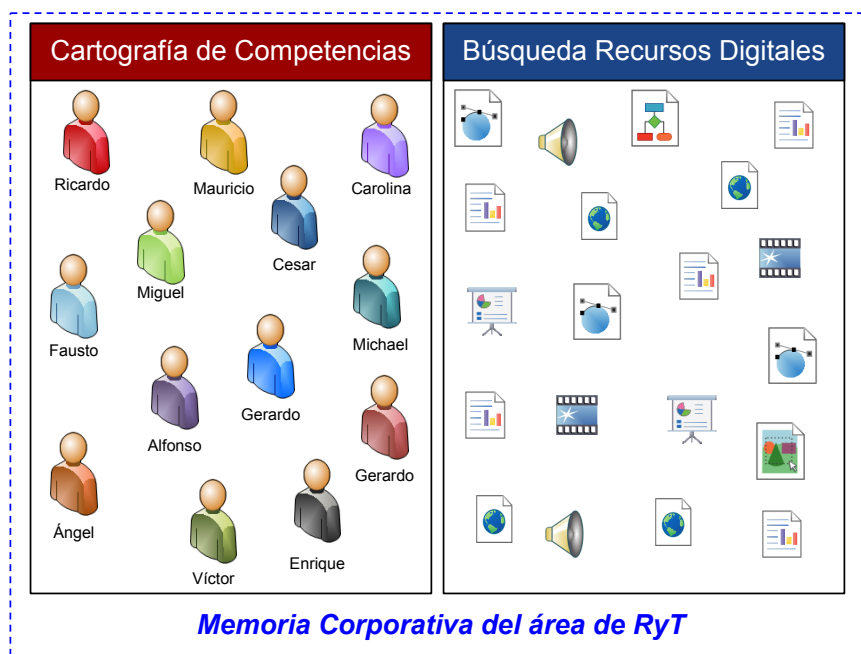 Cartografía de Competencias
Búsqueda Recursos Digitales
Ricardo
Mauricio
Carolina
Cesar
Miguel
Fausto
Michael
Gerardo
Alfonso
Gerardo
Ángel
Víctor
Enrique
Memoria Corporativa del área de RyT